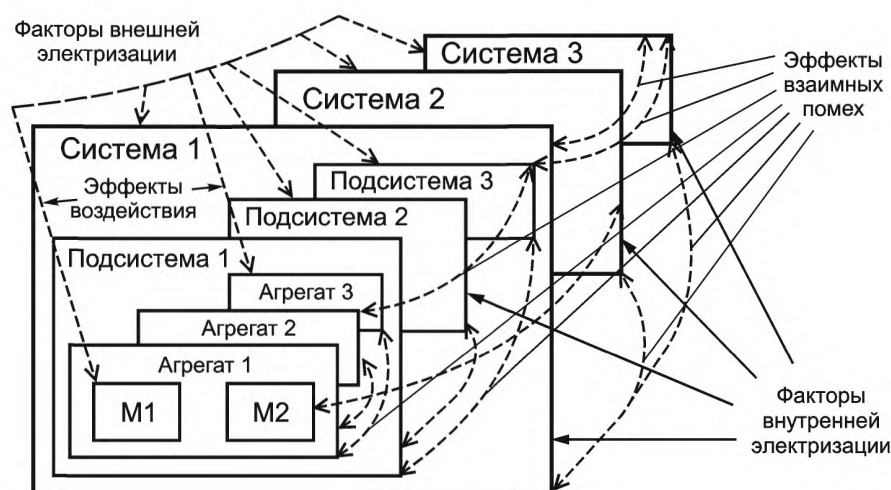 Факторы внешней
электризации
Система 3
Эффекты
взаимных
помех
Система 2
Система 1
Подсистема 3
Эффекты
воздействия
Подсистема 2
Подсистема 1
Агрегат 3
Агрегат 2
Агрегат 1
М1
М2
Факторы
внутренней
электризации